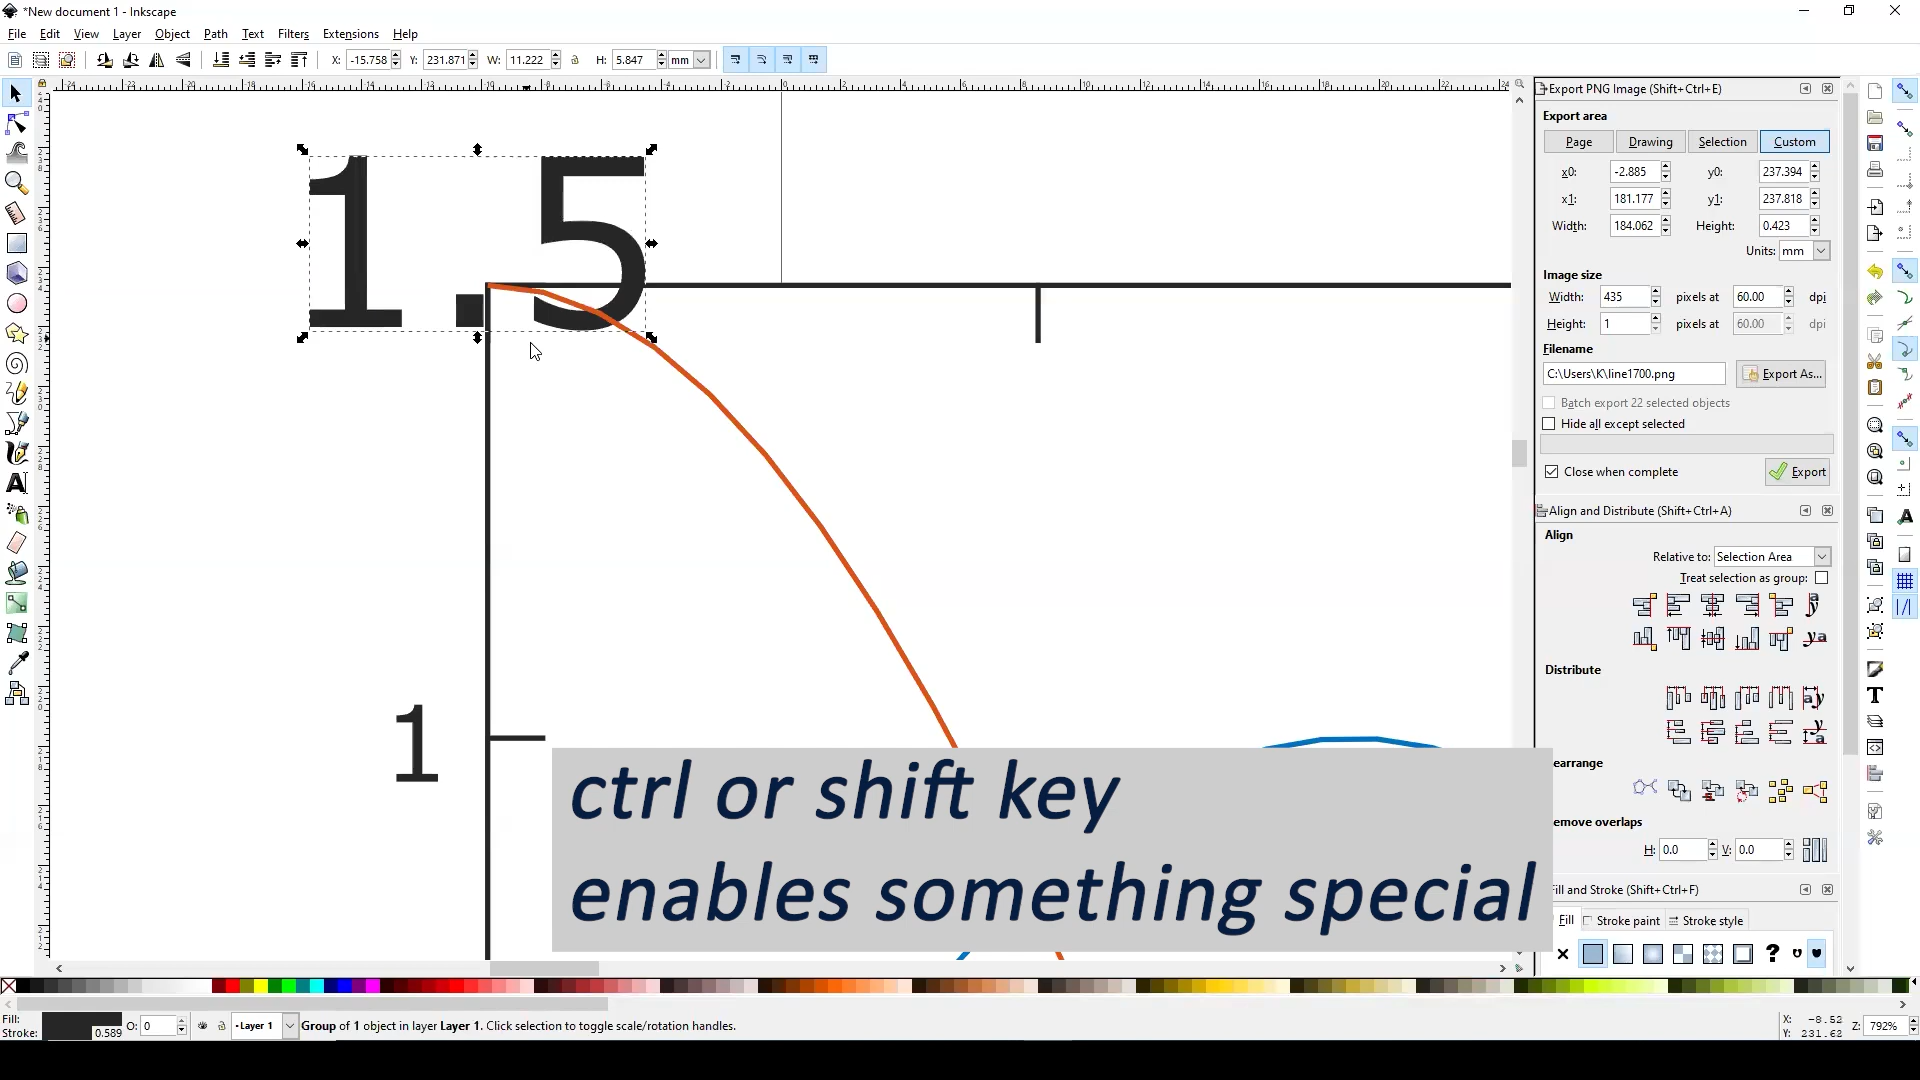 *New document 1 - Inkscape
File Edit View Layer Object Path Text Filters Extensions Help
X: -15.758 Y: 231.871 W: 11.222 H: 5.847 mm
Export PNG Image (Shift+Ctrl+E)
Export area
Page Drawing Selection Custom
x0: -2.885 y0: 237.394
x1: 181.177 y1: 237.818
Width: 184.062 Height: 0.423
Units: mm
Image size
Width: 435 pixels at 60.00 dpi
Height: 1 pixels at 60.00 dpi
Filename
C:\Users\K\line1700.png Export As...
Batch export 22 selected objects
Hide all except selected
Close when complete Export
Align and Distribute (Shift+Ctrl+A)
Align
Relative to: Selection Area
Treat selection as group:
Distribute
earrange
emove overlaps
H: 0.0 V: 0.0
Fill and Stroke (Shift+Ctrl+F)
Fill Stroke paint Stroke style
1.5
1
ctrl or shift key
enables something special
Fill:
Stroke: 0.589 O: 0 Layer 1 Group of 1 object in layer Layer 1. Click selection to toggle scale/rotation handles.
X: -8.52
Y: 231.62
Z: 792%